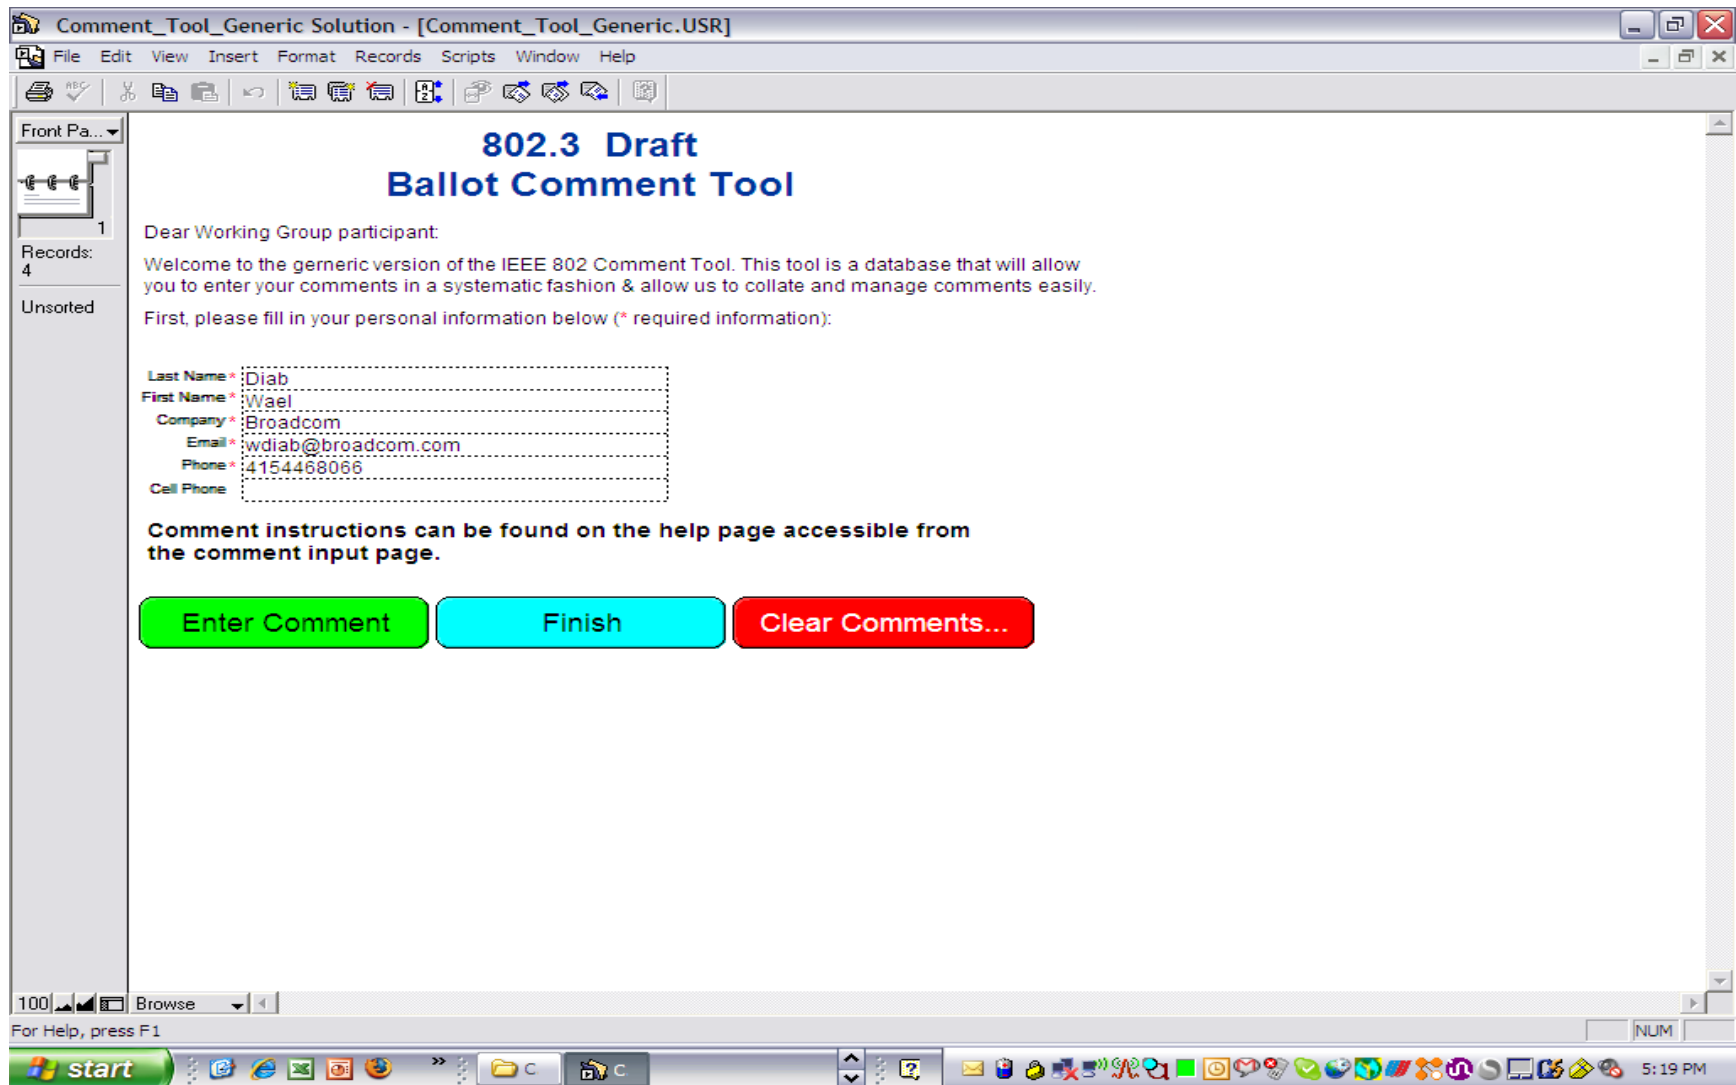 Comment_Tool_Generic Solution - [Comment_Tool_Generic.USR]
File Edit View Insert Format Records Scripts Window Help
Front Pa...
1
Records:
4
Unsorted
802.3 Draft
Ballot Comment Tool
Dear Working Group participant:
Welcome to the gerneric version of the IEEE 802 Comment Tool. This tool is a database that will allow
you to enter your comments in a systematic fashion & allow us to collate and manage comments easily.
First, please fill in your personal information below (* required information):
Last Name * Diab
First Name * Wael
Company * Broadcom
Email * wdiab@broadcom.com
Phone * 4154468066
Cell Phone
Comment instructions can be found on the help page accessible from
the comment input page.
Enter Comment Finish Clear Comments...
100 Browse
For Help, press F1 NUM
start C C 5:19 PM